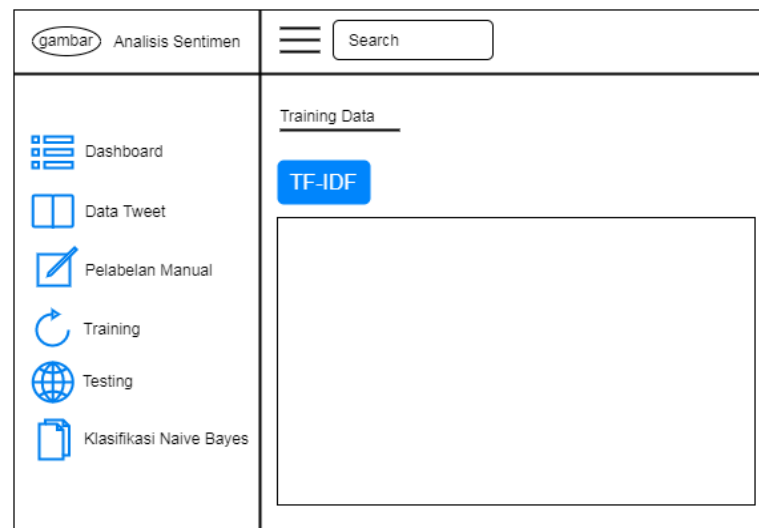 gambar Analisis Sentimen
Search
Dashboard
Data Tweet
Pelabelan Manual
Training
Testing
Klasifikasi Naive Bayes
Training Data
TF-IDF